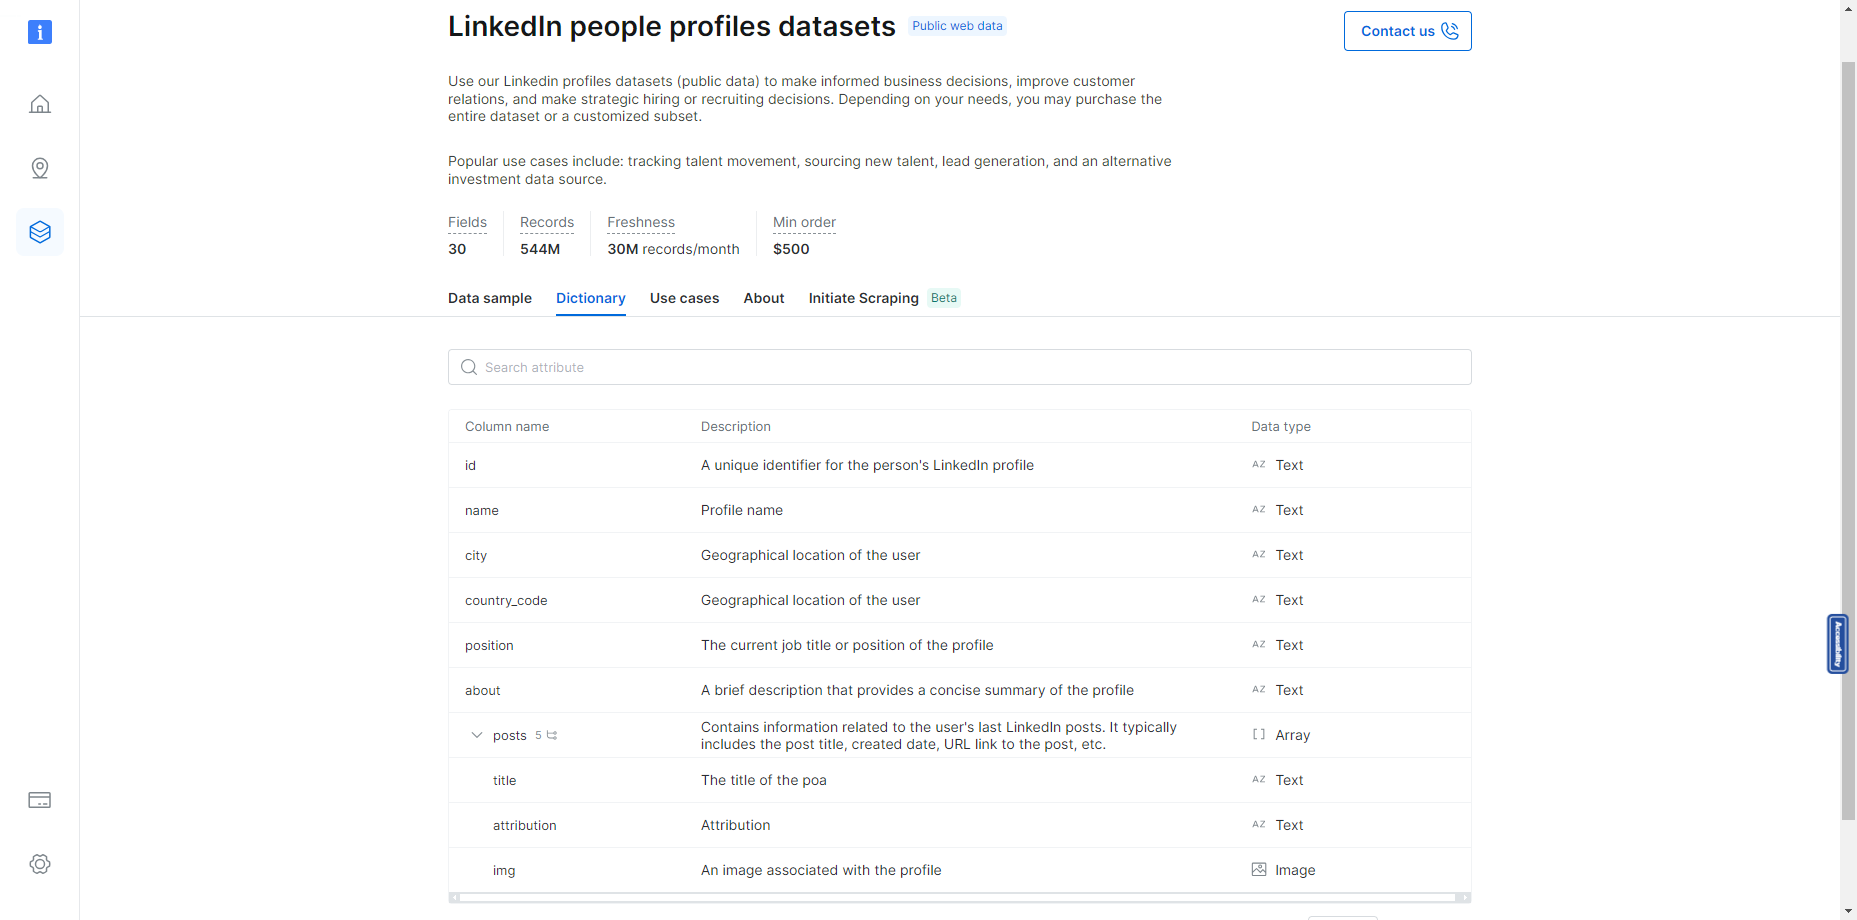 LinkedIn people profiles datasets
Public web data
Contact us
Use our Linkedin profiles datasets (public data) to make informed business decisions, improve customer
relations, and make strategic hiring or recruiting decisions. Depending on your needs, you may purchase the
entire dataset or a customized subset.
Popular use cases include: tracking talent movement, sourcing new talent, lead generation, and an alternative
investment data source.
Fields Records Freshness Min order
30 544M 30M records/month $500
Data sample Dictionary Use cases About Initiate Scraping Beta
Search attribute
Column name Description Data type
id A unique identifier for the person's LinkedIn profile AZ Text
name Profile name AZ Text
city Geographical location of the user AZ Text
country_code Geographical location of the user AZ Text
position The current job title or position of the profile AZ Text
about A brief description that provides a concise summary of the profile AZ Text
posts 5 Contains information related to the user's last LinkedIn posts. It typically
includes the post title, created date, URL link to the post, etc. [] Array
title The title of the poa AZ Text
attribution Attribution AZ Text
img An image associated with the profile Image
Accessibility